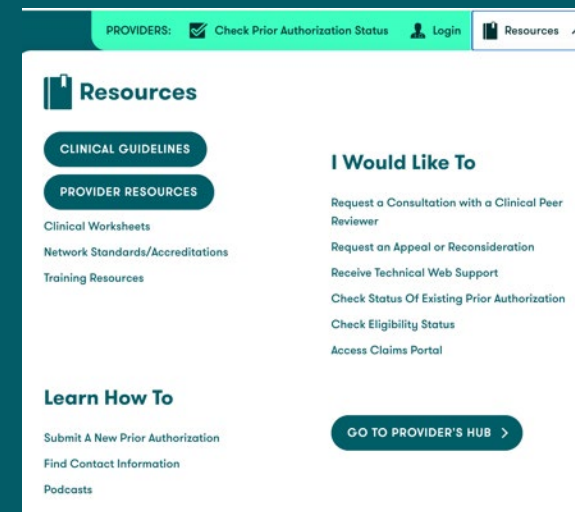 PROVIDERS: Check Prior Authorization Status Login Resources
Resources
CLINICAL GUIDELINES
PROVIDER RESOURCES
Clinical Worksheets
Network Standards/Accreditations
Training Resources
I Would Like To
Request a Consultation with a Clinical Peer
Reviewer
Request an Appeal or Reconsideration
Receive Technical Web Support
Check Status Of Existing Prior Authorization
Check Eligibility Status
Access Claims Portal
Learn How To
Submit A New Prior Authorization
Find Contact Information
Podcasts
GO TO PROVIDER'S HUB